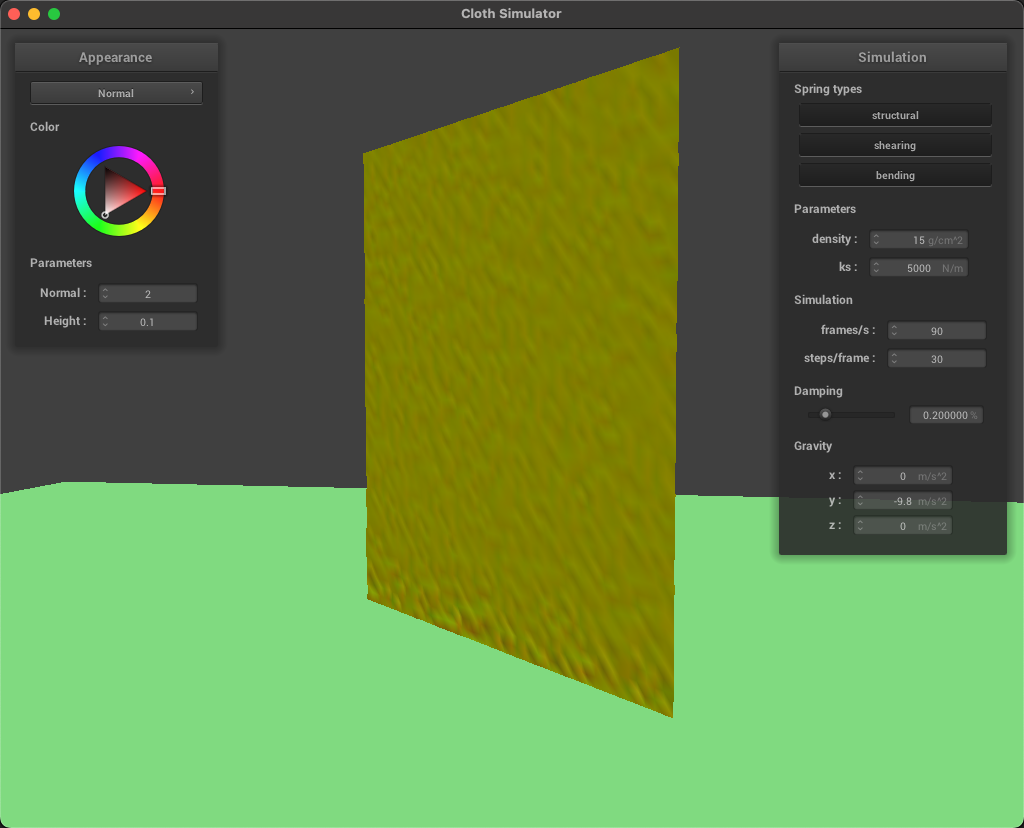 Cloth Simulator
Appearance
Normal
Color
Parameters
Normal : 2
Height : 0.1
Simulation
Spring types
structural
shearing
bending
Parameters
density : 15 g/cm^2
ks : 5000 N/m
Simulation
frames/s : 90
steps/frame : 30
Damping
0.200000 %
Gravity
x : 0 m/s^2
y : -9.8 m/s^2
z : 0 m/s^2